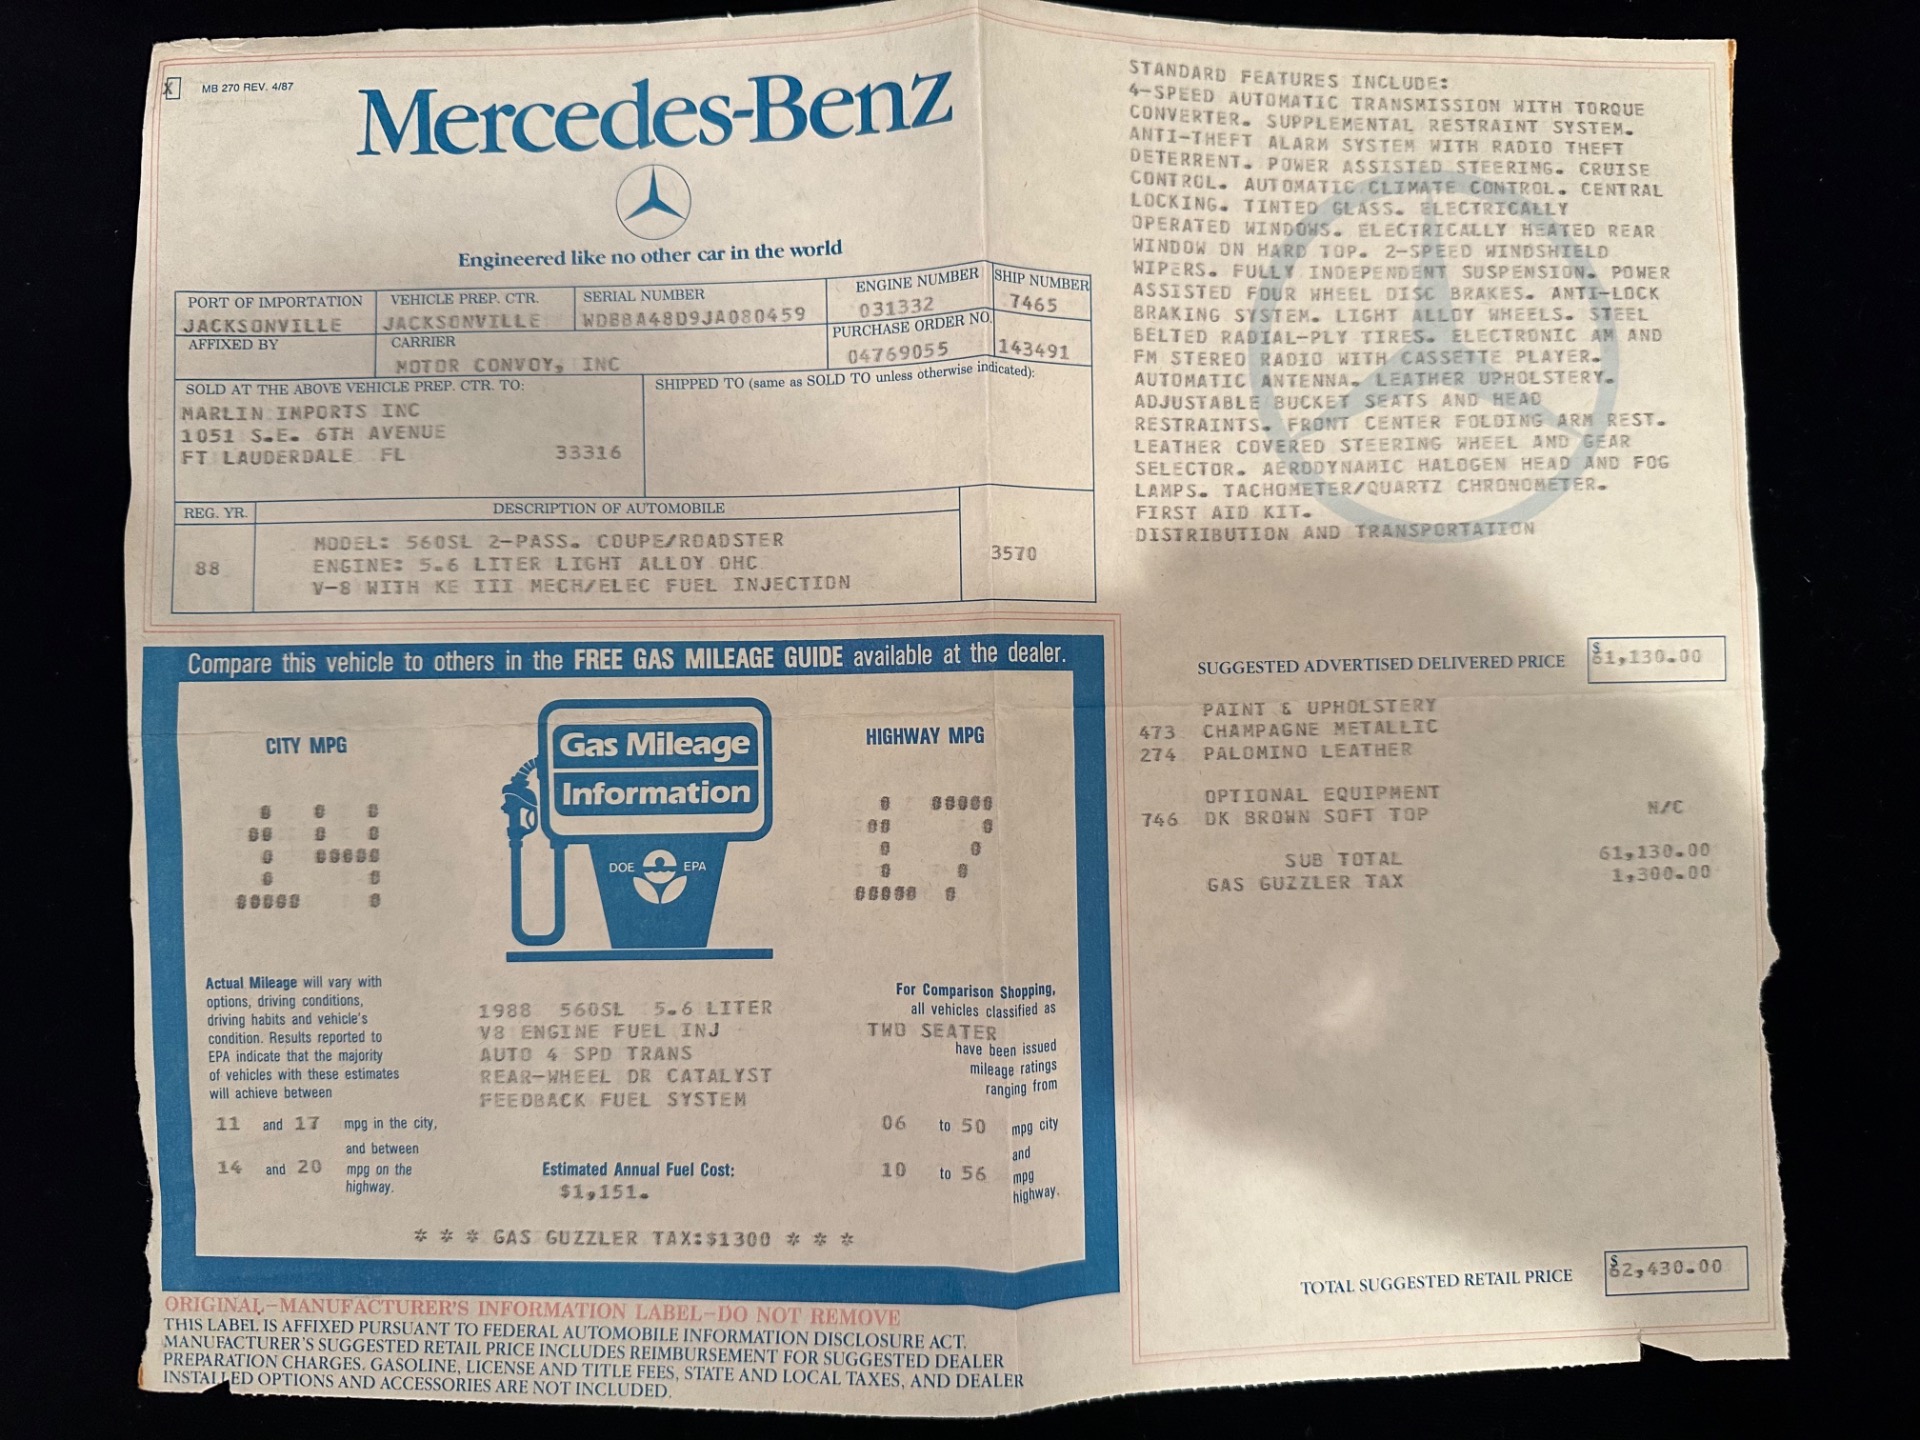 X MB 270 REV. 4/87
Mercedes-Benz
Engineered like no other car in the world
PORT OF IMPORTATION
JACKSONVILLE
VEHICLE PREP. CTR.
JACKSONVILLE
SERIAL NUMBER
WDBBA48D9JA080459
ENGINE NUMBER
031332
SHIP NUMBER
7465
AFFIXED BY
CARRIER
MOTOR CONVOY, INC
PURCHASE ORDER NO.
04769055
143491
SOLD AT THE ABOVE VEHICLE PREP. CTR. TO:
MARLIN IMPORTS INC
1051 S.E. 6TH AVENUE
FT LAUDERDALE FL 33316
SHIPPED TO (same as SOLD TO unless otherwise indicated):
REG. YR.
88
DESCRIPTION OF AUTOMOBILE
MODEL: 560SL 2-PASS. COUPE/ROADSTER
ENGINE: 5.6 LITER LIGHT ALLOY OHC
V-8 WITH KE III MECH/ELEC FUEL INJECTION
3570
Compare this vehicle to others in the FREE GAS MILEAGE GUIDE available at the dealer.
CITY MPG
14
Gas Mileage
Information
DOE EPA
HIGHWAY MPG
17
Actual Mileage will vary with
options, driving conditions,
driving habits and vehicle's
condition. Results reported to
EPA indicate that the majority
of vehicles with these estimates
will achieve between
11 and 17 mpg in the city,
and between
14 and 20 mpg on the
highway.
1988 560SL 5.6 LITER
V8 ENGINE FUEL INJ
AUTO 4 SPD TRANS
REAR-WHEEL DR CATALYST
FEEDBACK FUEL SYSTEM
Estimated Annual Fuel Cost:
$1,151.
For Comparison Shopping,
all vehicles classified as
TWO SEATER
have been issued
mileage ratings
ranging from
06 to 50 mpg city
and
10 to 56 mpg
highway.
* * * GAS GUZZLER TAX:$1300 * * *
ORIGINAL-MANUFACTURER'S INFORMATION LABEL-DO NOT REMOVE
THIS LABEL IS AFFIXED PURSUANT TO FEDERAL AUTOMOBILE INFORMATION DISCLOSURE ACT.
MANUFACTURER'S SUGGESTED RETAIL PRICE INCLUDES REIMBURSEMENT FOR SUGGESTED DEALER
PREPARATION CHARGES, GASOLINE, LICENSE AND TITLE FEES, STATE AND LOCAL TAXES, AND DEALER
INSTALLED OPTIONS AND ACCESSORIES ARE NOT INCLUDED.
STANDARD FEATURES INCLUDE:
4-SPEED AUTOMATIC TRANSMISSION WITH TORQUE
CONVERTER. SUPPLEMENTAL RESTRAINT SYSTEM.
ANTI-THEFT ALARM SYSTEM WITH RADIO THEFT
DETERRENT. POWER ASSISTED STEERING. CRUISE
CONTROL. AUTOMATIC CLIMATE CONTROL. CENTRAL
LOCKING. TINTED GLASS. ELECTRICALLY
OPERATED WINDOWS. ELECTRICALLY HEATED REAR
WINDOW ON HARD TOP. 2-SPEED WINDSHIELD
WIPERS. FULLY INDEPENDENT SUSPENSION. POWER
ASSISTED FOUR WHEEL DISC BRAKES. ANTI-LOCK
BRAKING SYSTEM. LIGHT ALLOY WHEELS. STEEL
BELTED RADIAL-PLY TIRES. ELECTRONIC AM AND
FM STEREO RADIO WITH CASSETTE PLAYER.
AUTOMATIC ANTENNA. LEATHER UPHOLSTERY.
ADJUSTABLE BUCKET SEATS AND HEAD
RESTRAINTS. FRONT CENTER FOLDING ARM REST.
LEATHER COVERED STEERING WHEEL AND GEAR
SELECTOR. AERODYNAMIC HALOGEN HEAD AND FOG
LAMPS. TACHOMETER/QUARTZ CHRONOMETER.
FIRST AID KIT.
DISTRIBUTION AND TRANSPORTATION
SUGGESTED ADVERTISED DELIVERED PRICE $61,130.00
PAINT & UPHOLSTERY
473 CHAMPAGNE METALLIC
274 PALOMINO LEATHER
OPTIONAL EQUIPMENT
746 DK BROWN SOFT TOP N/C
SUB TOTAL 61,130.00
GAS GUZZLER TAX 1,300.00
TOTAL SUGGESTED RETAIL PRICE $62,430.00